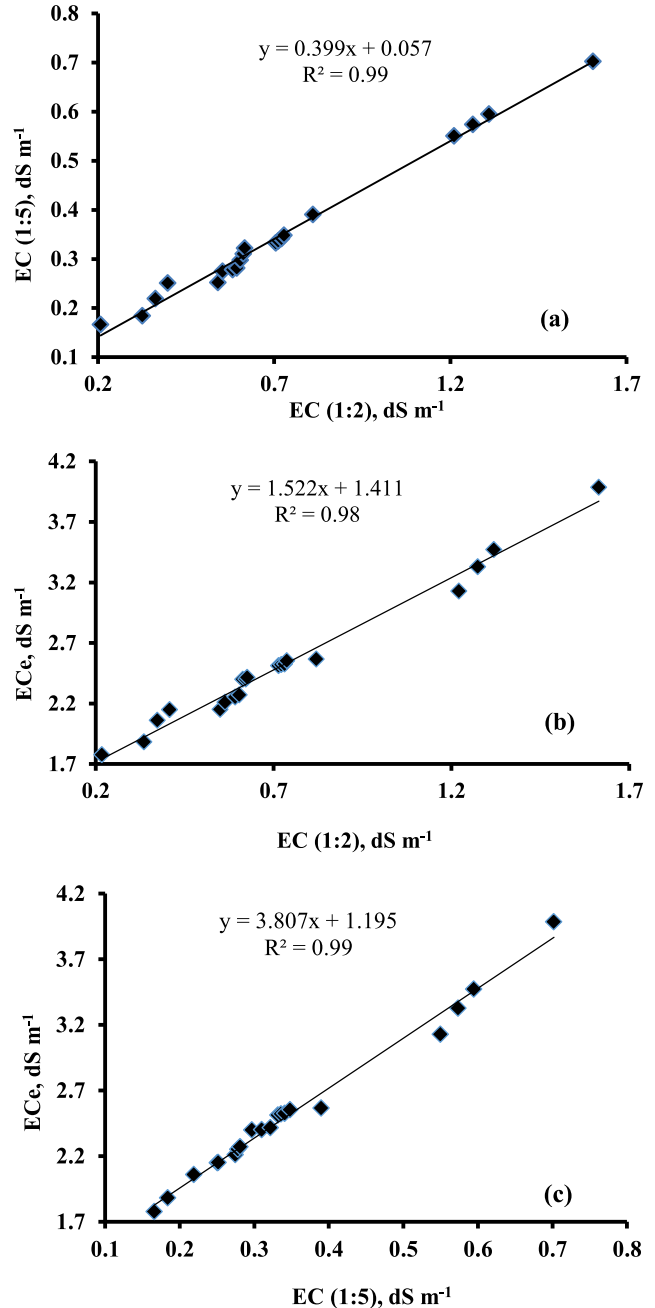 0.8
0.7
0.6
0.5
0.4
0.3
0.2
0.1
EC (1:5), dS m⁻¹
y = 0.399x + 0.057
R² = 0.99
(a)
0.2 0.7 1.2 1.7
EC (1:2), dS m⁻¹
4.2
3.7
3.2
2.7
2.2
1.7
ECe, dS m⁻¹
y = 1.522x + 1.411
R² = 0.98
(b)
0.2 0.7 1.2 1.7
EC (1:2), dS m⁻¹
4.2
3.7
3.2
2.7
2.2
1.7
ECe, dS m⁻¹
y = 3.807x + 1.195
R² = 0.99
(c)
0.1 0.2 0.3 0.4 0.5 0.6 0.7 0.8
EC (1:5), dS m⁻¹